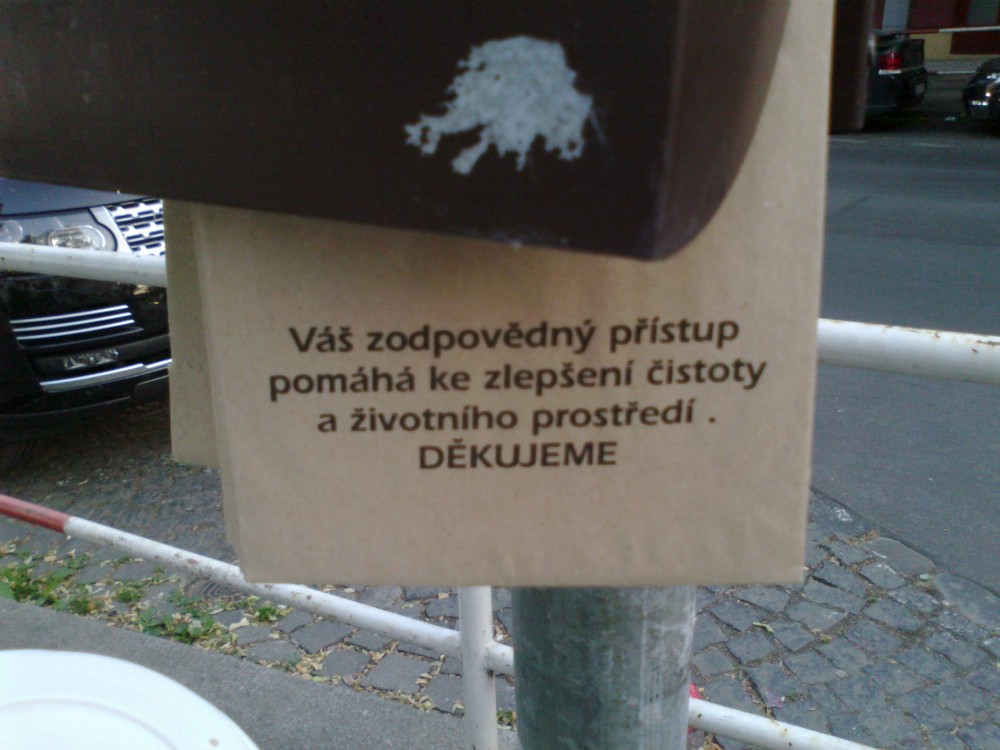 Váš zodpovědný přístup
pomáhá ke zlepšení čistoty
a životního prostředí .
DĚKUJEME